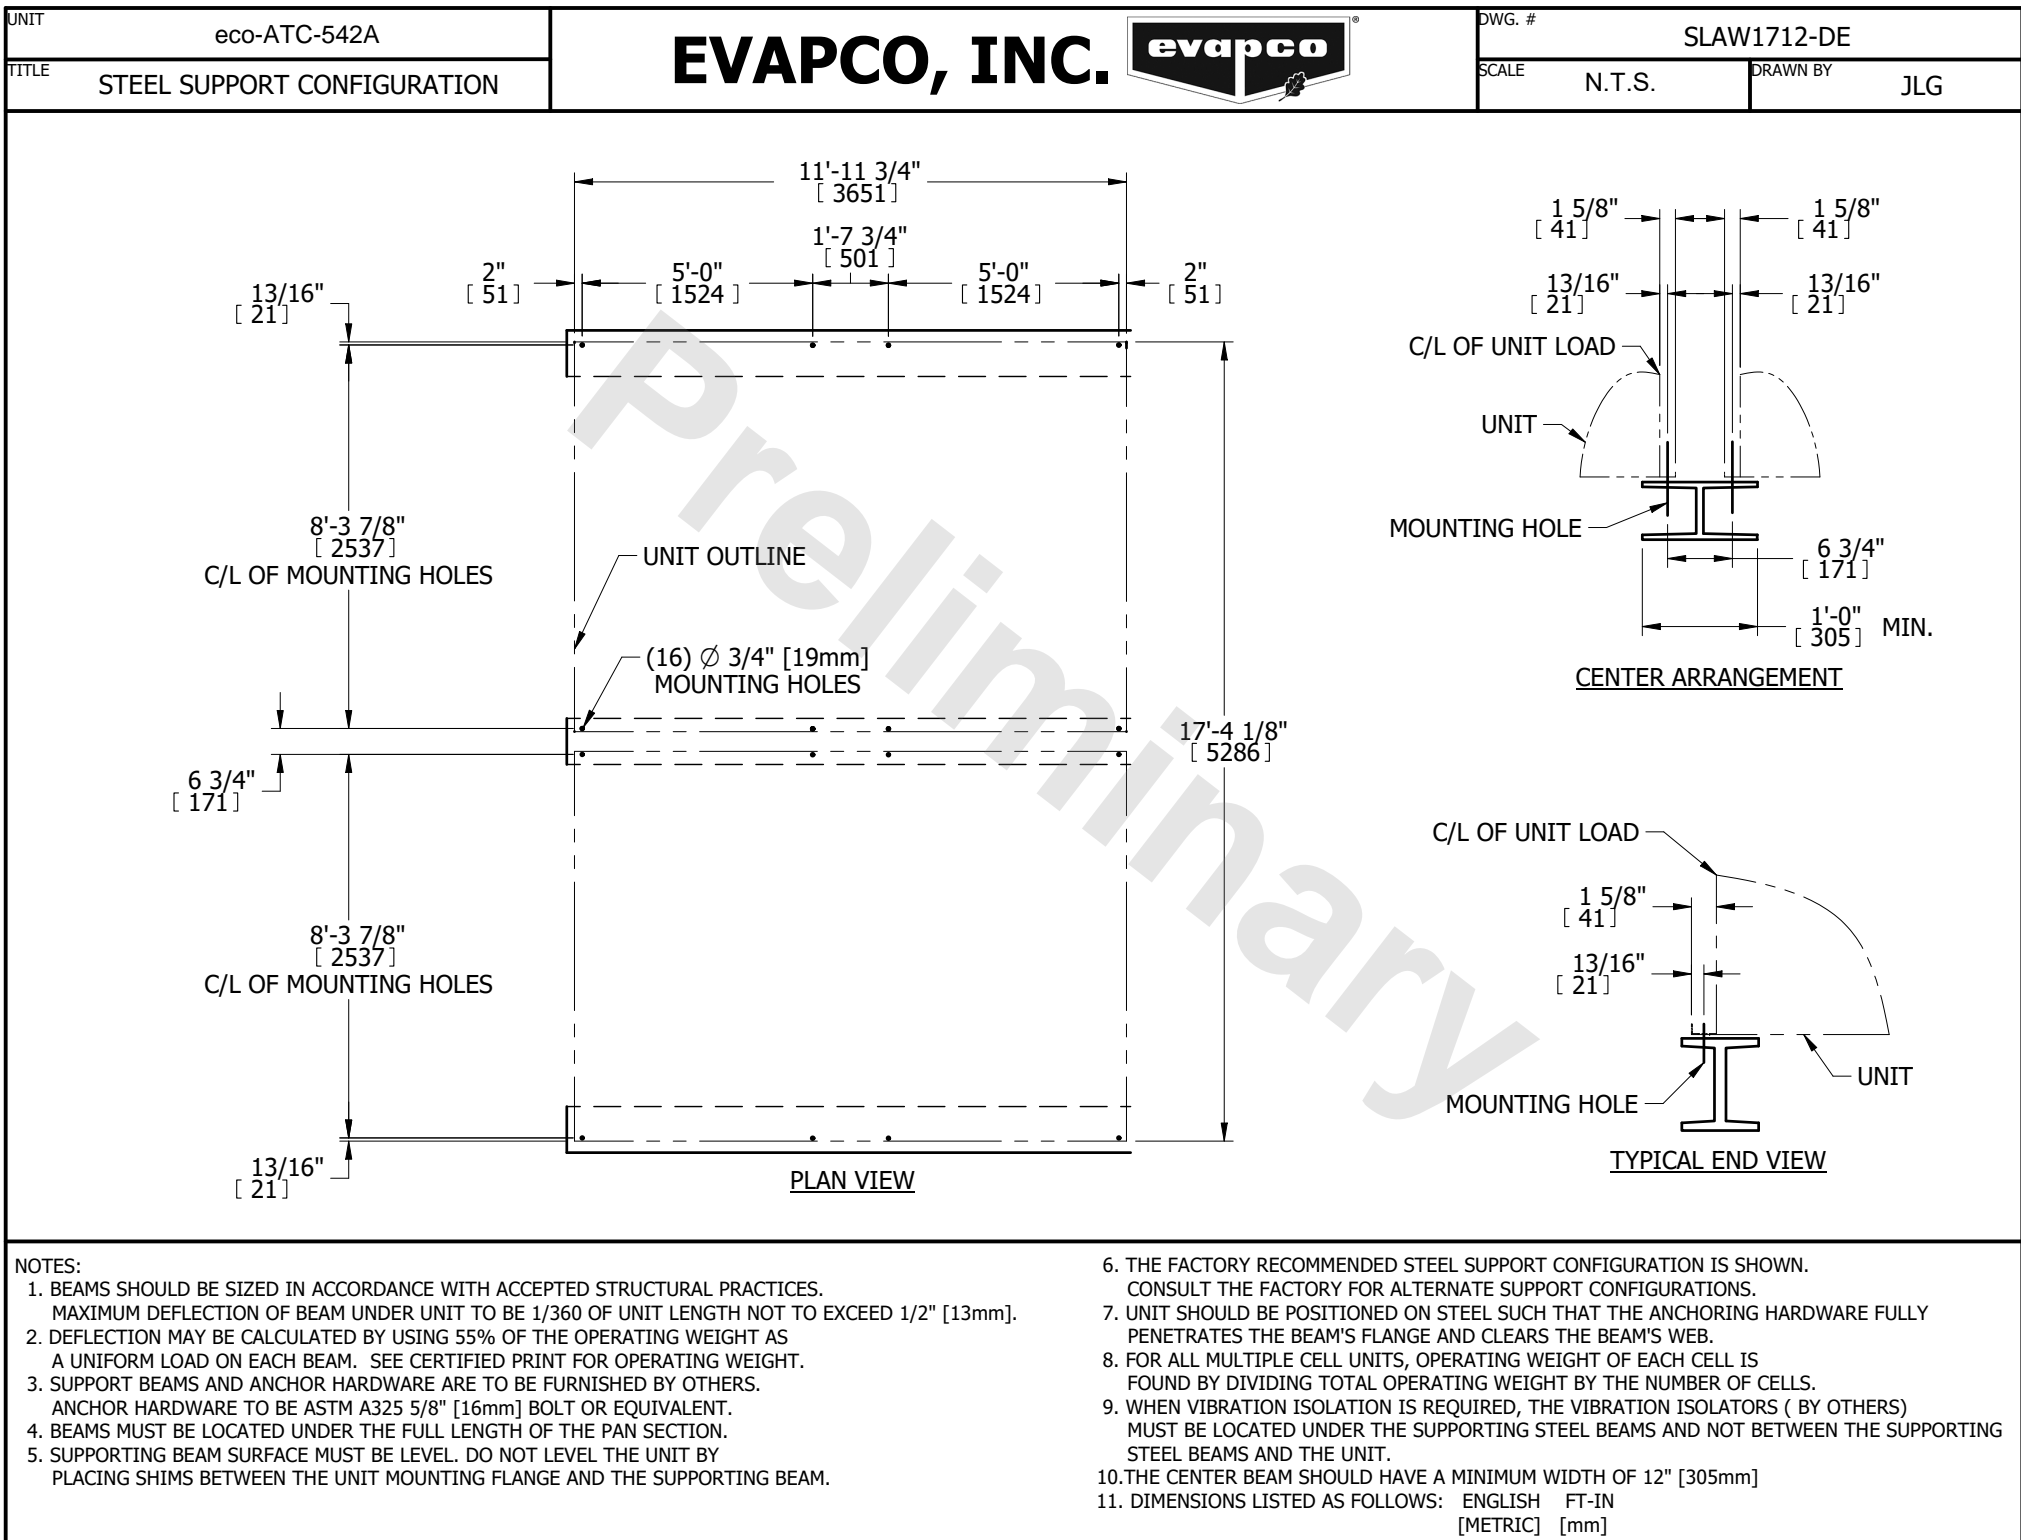 UNIT
eco-ATC-542A
TITLE
STEEL SUPPORT CONFIGURATION
EVAPCO, INC.
evapco
®
DWG. #
SLAW1712-DE
SCALE
N.T.S.
DRAWN BY
JLG
11'-11 3/4"
[ 3651]
1'-7 3/4"
[ 501 ]
2"
[ 51]
5'-0"
[ 1524 ]
5'-0"
[ 1524]
2"
[ 51]
13/16"
[ 21]
8'-3 7/8"
[ 2537]
C/L OF MOUNTING HOLES
UNIT OUTLINE
(16) Ø 3/4" [19mm]
MOUNTING HOLES
6 3/4"
[ 171]
17'-4 1/8"
[ 5286]
8'-3 7/8"
[ 2537]
C/L OF MOUNTING HOLES
13/16"
[ 21]
PLAN VIEW
Preliminary
1 5/8"
[ 41]
1 5/8"
[ 41]
13/16"
[ 21]
13/16"
[ 21]
C/L OF UNIT LOAD
UNIT
MOUNTING HOLE
6 3/4"
[ 171]
1'-0"
[ 305]
MIN.
CENTER ARRANGEMENT
C/L OF UNIT LOAD
1 5/8"
[ 41]
13/16"
[ 21]
UNIT
MOUNTING HOLE
TYPICAL END VIEW
NOTES:
1. BEAMS SHOULD BE SIZED IN ACCORDANCE WITH ACCEPTED STRUCTURAL PRACTICES.
MAXIMUM DEFLECTION OF BEAM UNDER UNIT TO BE 1/360 OF UNIT LENGTH NOT TO EXCEED 1/2" [13mm].
2. DEFLECTION MAY BE CALCULATED BY USING 55% OF THE OPERATING WEIGHT AS
A UNIFORM LOAD ON EACH BEAM. SEE CERTIFIED PRINT FOR OPERATING WEIGHT.
3. SUPPORT BEAMS AND ANCHOR HARDWARE ARE TO BE FURNISHED BY OTHERS.
ANCHOR HARDWARE TO BE ASTM A325 5/8" [16mm] BOLT OR EQUIVALENT.
4. BEAMS MUST BE LOCATED UNDER THE FULL LENGTH OF THE PAN SECTION.
5. SUPPORTING BEAM SURFACE MUST BE LEVEL. DO NOT LEVEL THE UNIT BY
PLACING SHIMS BETWEEN THE UNIT MOUNTING FLANGE AND THE SUPPORTING BEAM.
6. THE FACTORY RECOMMENDED STEEL SUPPORT CONFIGURATION IS SHOWN.
CONSULT THE FACTORY FOR ALTERNATE SUPPORT CONFIGURATIONS.
7. UNIT SHOULD BE POSITIONED ON STEEL SUCH THAT THE ANCHORING HARDWARE FULLY
PENETRATES THE BEAM'S FLANGE AND CLEARS THE BEAM'S WEB.
8. FOR ALL MULTIPLE CELL UNITS, OPERATING WEIGHT OF EACH CELL IS
FOUND BY DIVIDING TOTAL OPERATING WEIGHT BY THE NUMBER OF CELLS.
9. WHEN VIBRATION ISOLATION IS REQUIRED, THE VIBRATION ISOLATORS ( BY OTHERS)
MUST BE LOCATED UNDER THE SUPPORTING STEEL BEAMS AND NOT BETWEEN THE SUPPORTING
STEEL BEAMS AND THE UNIT.
10.THE CENTER BEAM SHOULD HAVE A MINIMUM WIDTH OF 12" [305mm]
11. DIMENSIONS LISTED AS FOLLOWS: ENGLISH FT-IN
[METRIC] [mm]